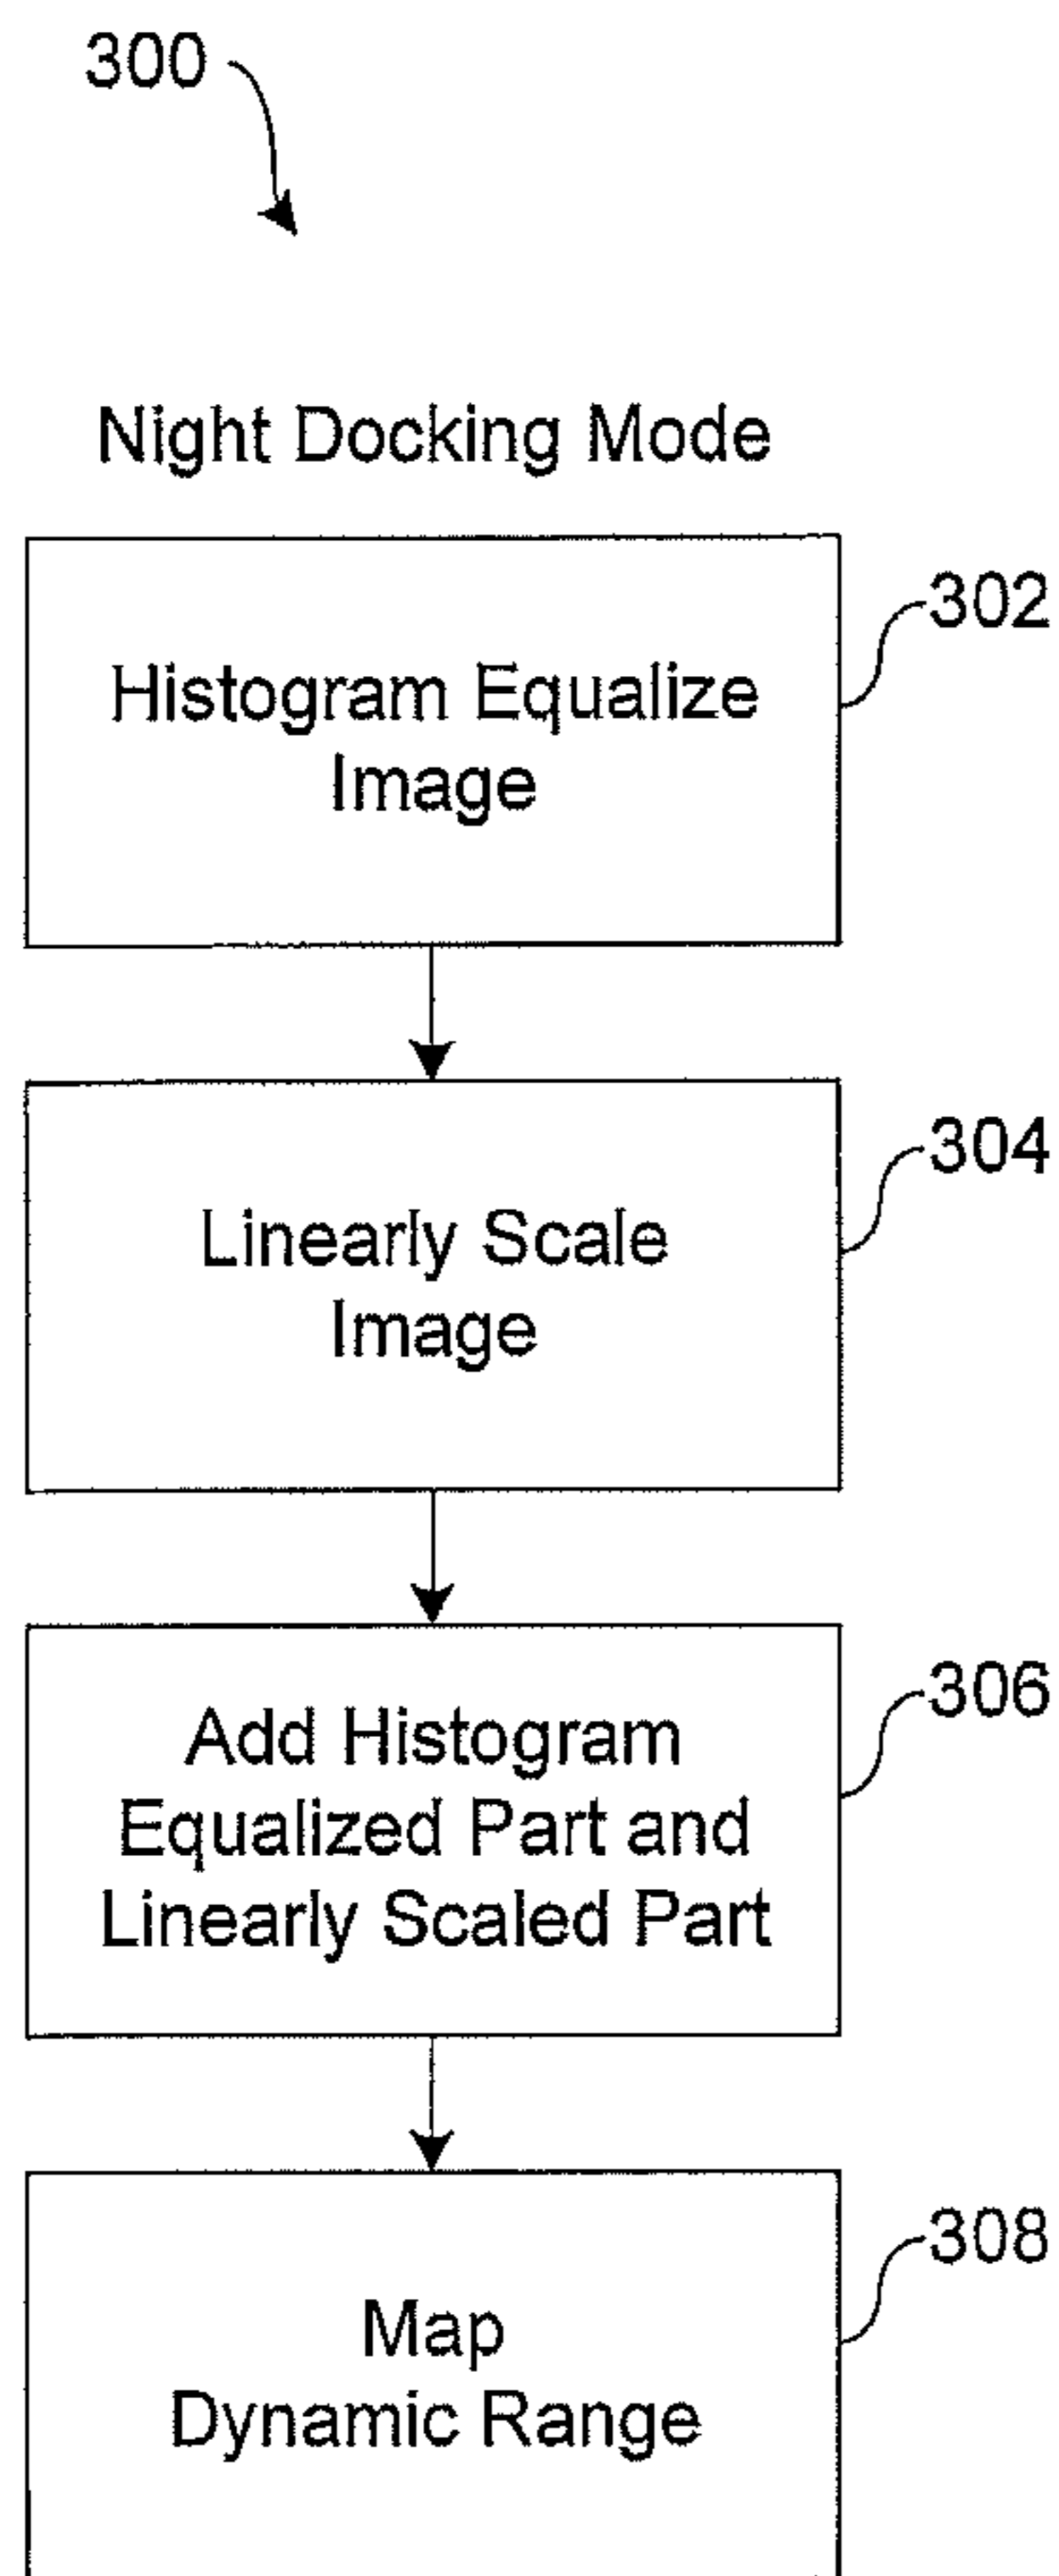 300
Night Docking Mode
302
Histogram Equalize
Image
304
Linearly Scale
Image
306
Add Histogram
Equalized Part and
Linearly Scaled Part
308
Map
Dynamic Range